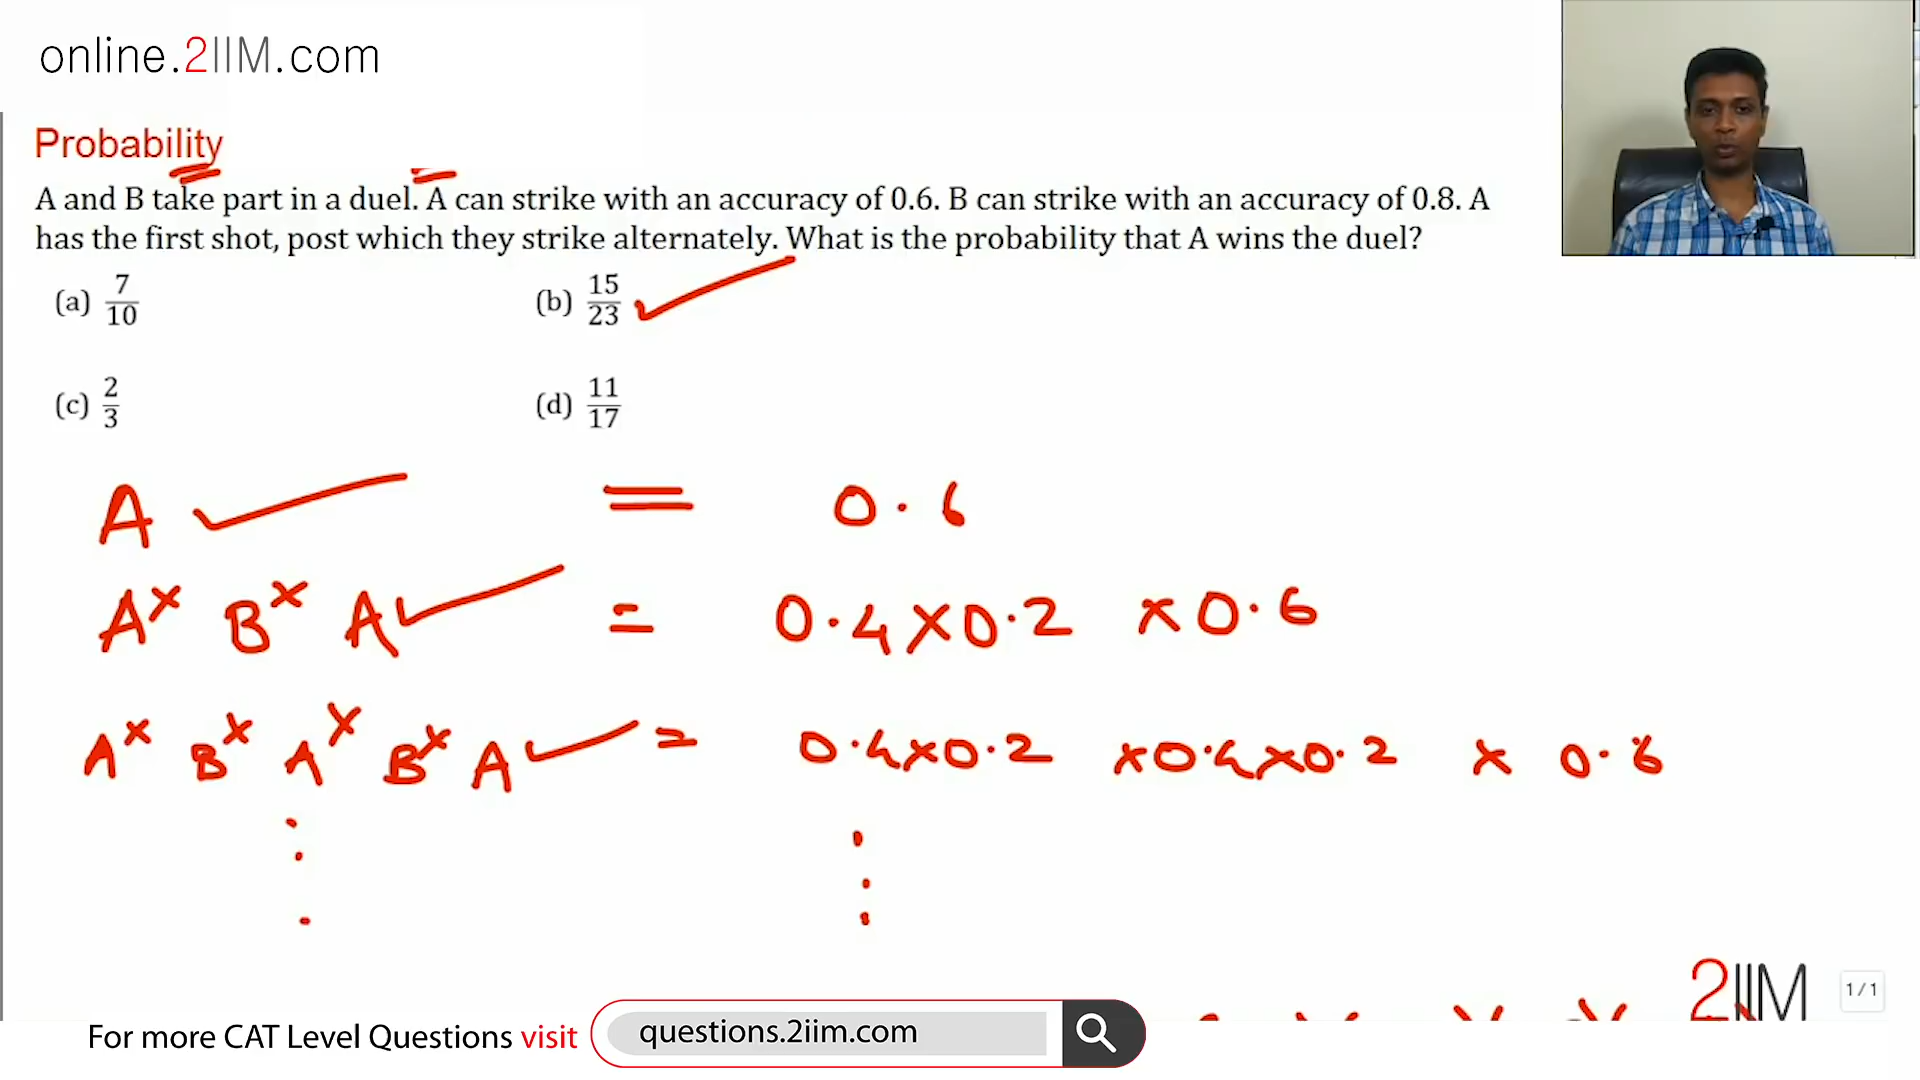 online.2IIM.com
Probability
A and B take part in a duel. A can strike with an accuracy of 0.6. B can strike with an accuracy of 0.8. A
has the first shot, post which they strike alternately. What is the probability that A wins the duel?
(a) 7/10 (b) 15/23 ✓
(c) 2/3 (d) 11/17
A ✓ = 0.6
A× B× A ✓ = 0.4 × 0.2 × 0.6
A× B× A× B× A ✓ = 0.4 × 0.2 × 0.4 × 0.2 × 0.6
2IIM
1/1
For more CAT Level Questions visit questions.2iim.com